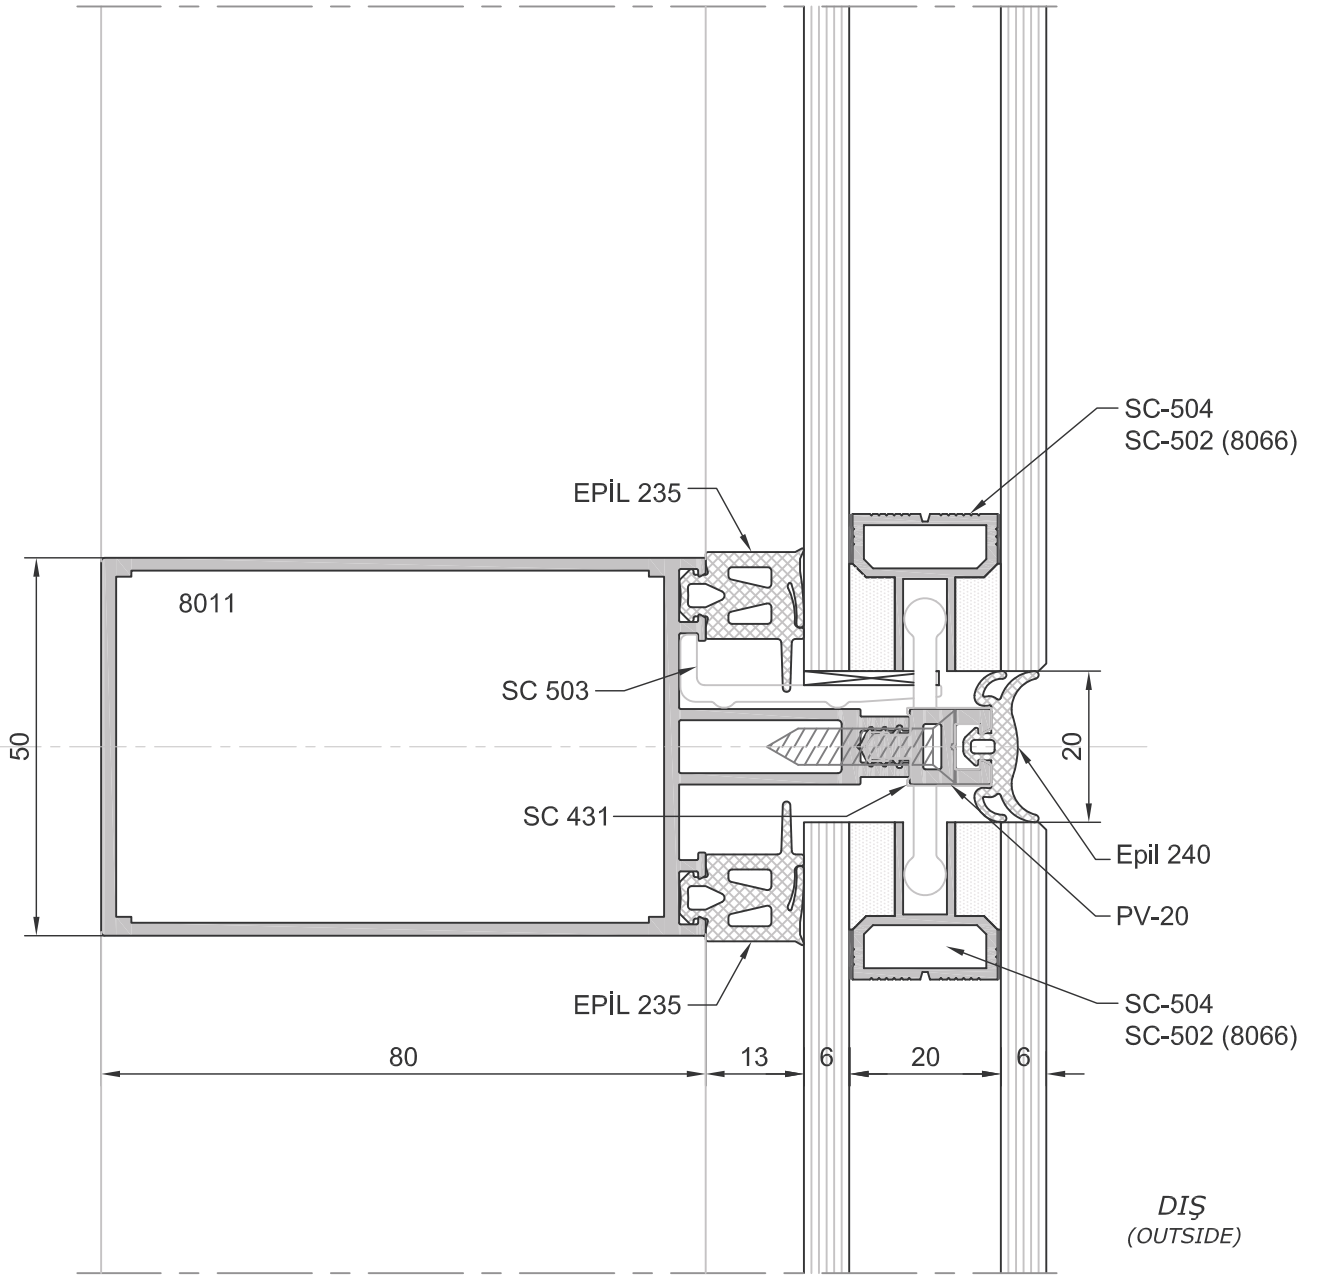 SC-504
SC-502 (8066)
EPİL 235
8011
SC 503
50
20
SC 431
Epil 240
PV-20
EPİL 235
SC-504
SC-502 (8066)
80
13
6
20
6
DIŞ
(OUTSIDE)